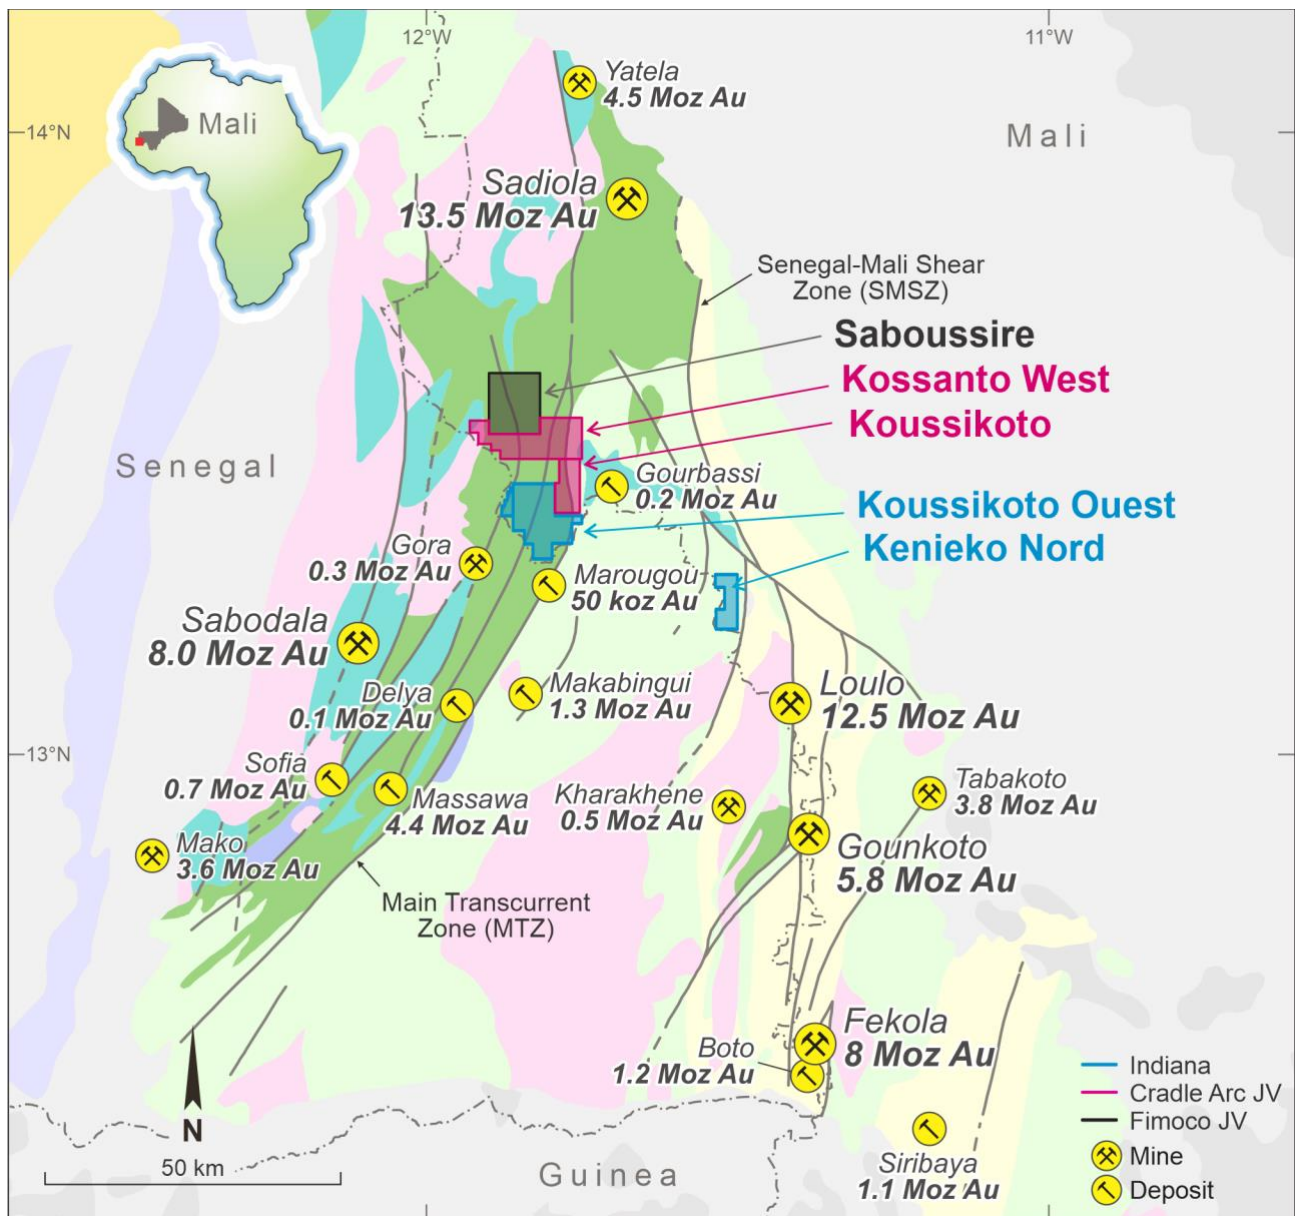 12°W
11°W
Yatela
4.5 Moz Au
14°N
Mali
Mali
Sadiola
13.5 Moz Au
Senegal-Mali Shear
Zone (SMSZ)
Saboussire
Kossanto West
Koussikoto
Senegal
Gourbassi
0.2 Moz Au
Koussikoto Ouest
Kenieko Nord
Gora
0.3 Moz Au
Marougou
50 koz Au
Sabodala
8.0 Moz Au
Delya
0.1 Moz Au
Makabingui
1.3 Moz Au
Loulo
12.5 Moz Au
13°N
Sofia
0.7 Moz Au
Massawa
4.4 Moz Au
Kharakhene
0.5 Moz Au
Tabakoto
3.8 Moz Au
Mako
3.6 Moz Au
Gounkoto
5.8 Moz Au
Main Transcurrent
Zone (MTZ)
Fekola
8 Moz Au
Boto
1.2 Moz Au
Indiana
Cradle Arc JV
Fimoco JV
N
50 km
Guinea
Siribaya
1.1 Moz Au
Mine
Deposit